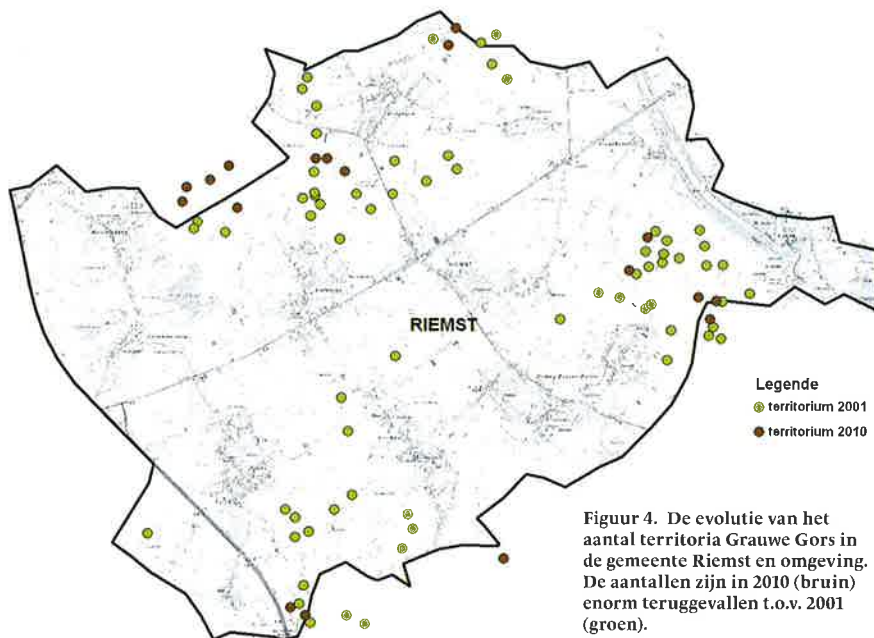 RIEMST
Legende
territorium 2001
territorium 2010
Figuur 4. De evolutie van het
aantal territoria Grauwe Gors in
de gemeente Riemst en omgeving.
De aantallen zijn in 2010 (bruin)
enorm teruggevallen t.o.v. 2001
(groen).